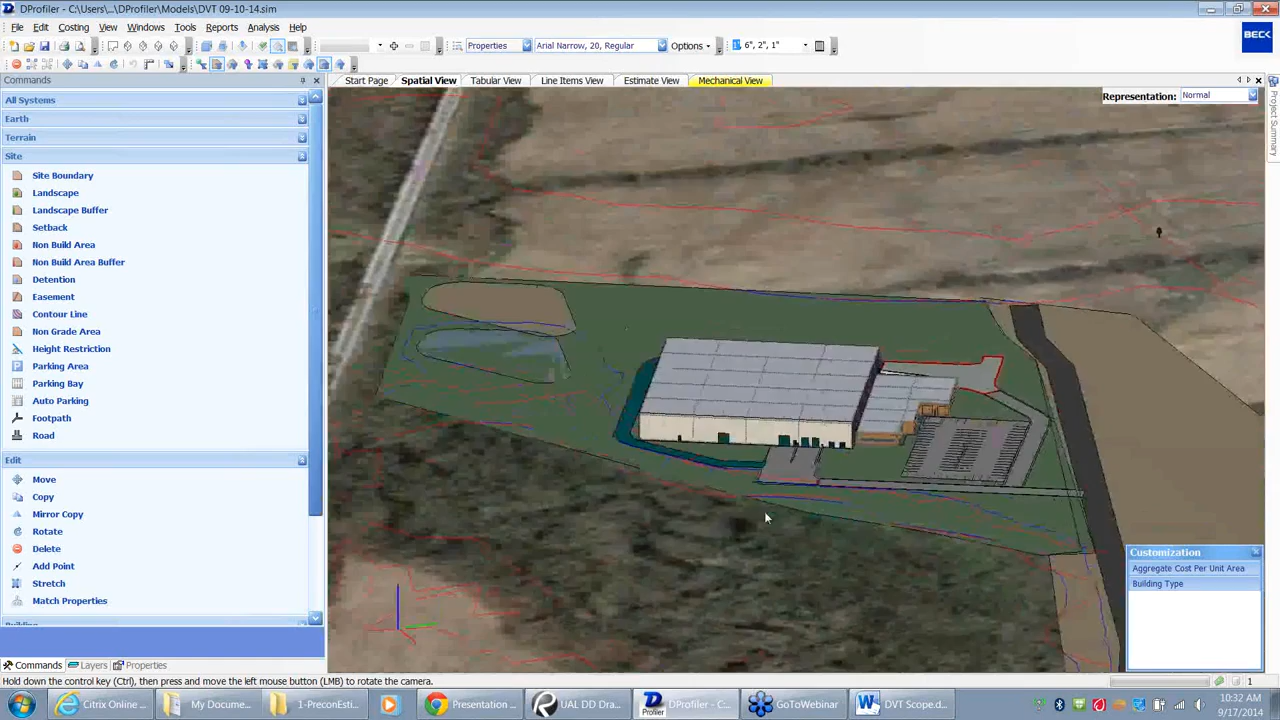 DProfiler - C:\Users\...\DProfiler\Models\DVT 09-10-14.sim
File Edit Costing View Windows Tools Reports Analysis Help
BECK
Properties Arial Narrow, 20, Regular Options 6", 2", 1"
Commands
Start Page Spatial View Tabular View Line Items View Estimate View Mechanical View
Representation: Normal
Project Summary
All Systems
Earth
Terrain
Site
Site Boundary
Landscape
Landscape Buffer
Setback
Non Build Area
Non Build Area Buffer
Detention
Easement
Contour Line
Non Grade Area
Height Restriction
Parking Area
Parking Bay
Auto Parking
Footpath
Road
Edit
Move
Copy
Mirror Copy
Rotate
Delete
Add Point
Stretch
Match Properties
Building
Customization
Aggregate Cost Per Unit Area
Building Type
Commands Layers Properties
Hold down the control key (Ctrl), then press and move the left mouse button (LMB) to rotate the camera. 1
Citrix Online ... My Docume... 1-PreconEsti... Presentation ... UAL DD Dra... DProfiler - C:... GoToWebinar DVT Scope.d...
10:32 AM
9/17/2014